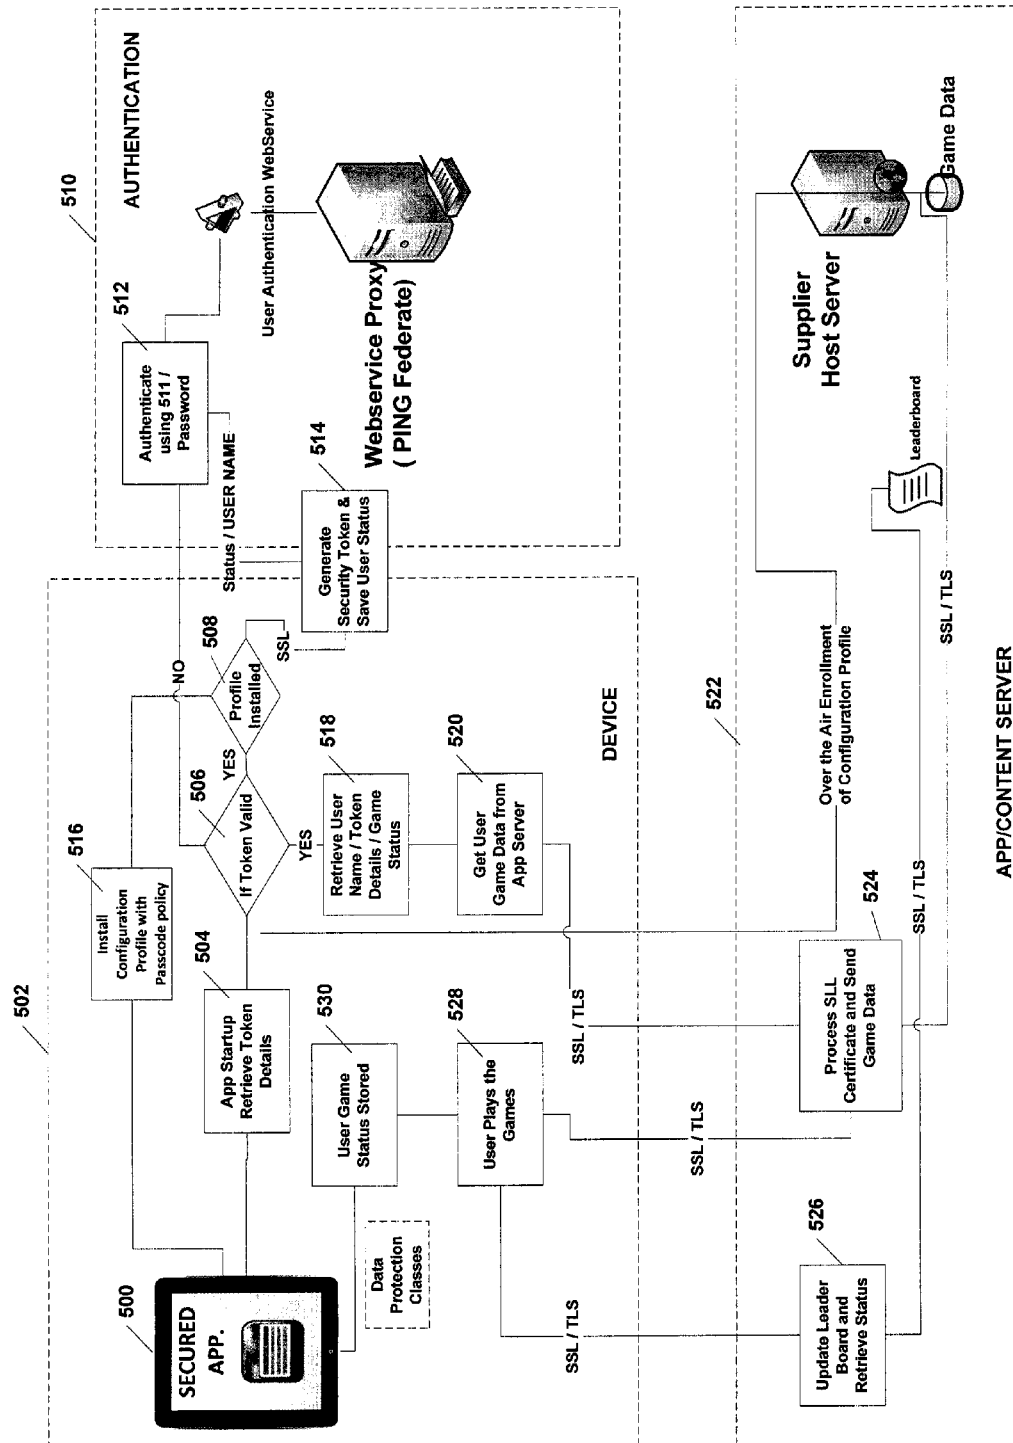 510
AUTHENTICATION
512
Authenticate
using 511 /
Password
User Authentication WebService
Webservice Proxy
( PING Federate)
Status / USER NAME
514
Generate
Security Token &
Save User Status
502
516
Install
Configuration
Profile with
Passcode policy
NO
508
Profile
Installed
SSL
YES
506
If Token Valid
YES
518
Retrieve User
Name / Token
Details / Game
Status
520
Get User
Game Data from
App Server
DEVICE
504
App Startup
Retrieve Token
Details
500
SECURED
APP.
530
User Game
Status Stored
Data
Protection
Classes
528
User Plays the
Games
SSL / TLS
SSL / TLS
SSL / TLS
522
Supplier
Host Server
Game Data
Leaderboard
Over the Air Enrollment
of Configuration Profile
SSL / TLS
SSL / TLS
524
Process SLL
Certificate and Send
Game Data
526
Update Leader
Board and
Retrieve Status
APP/CONTENT SERVER